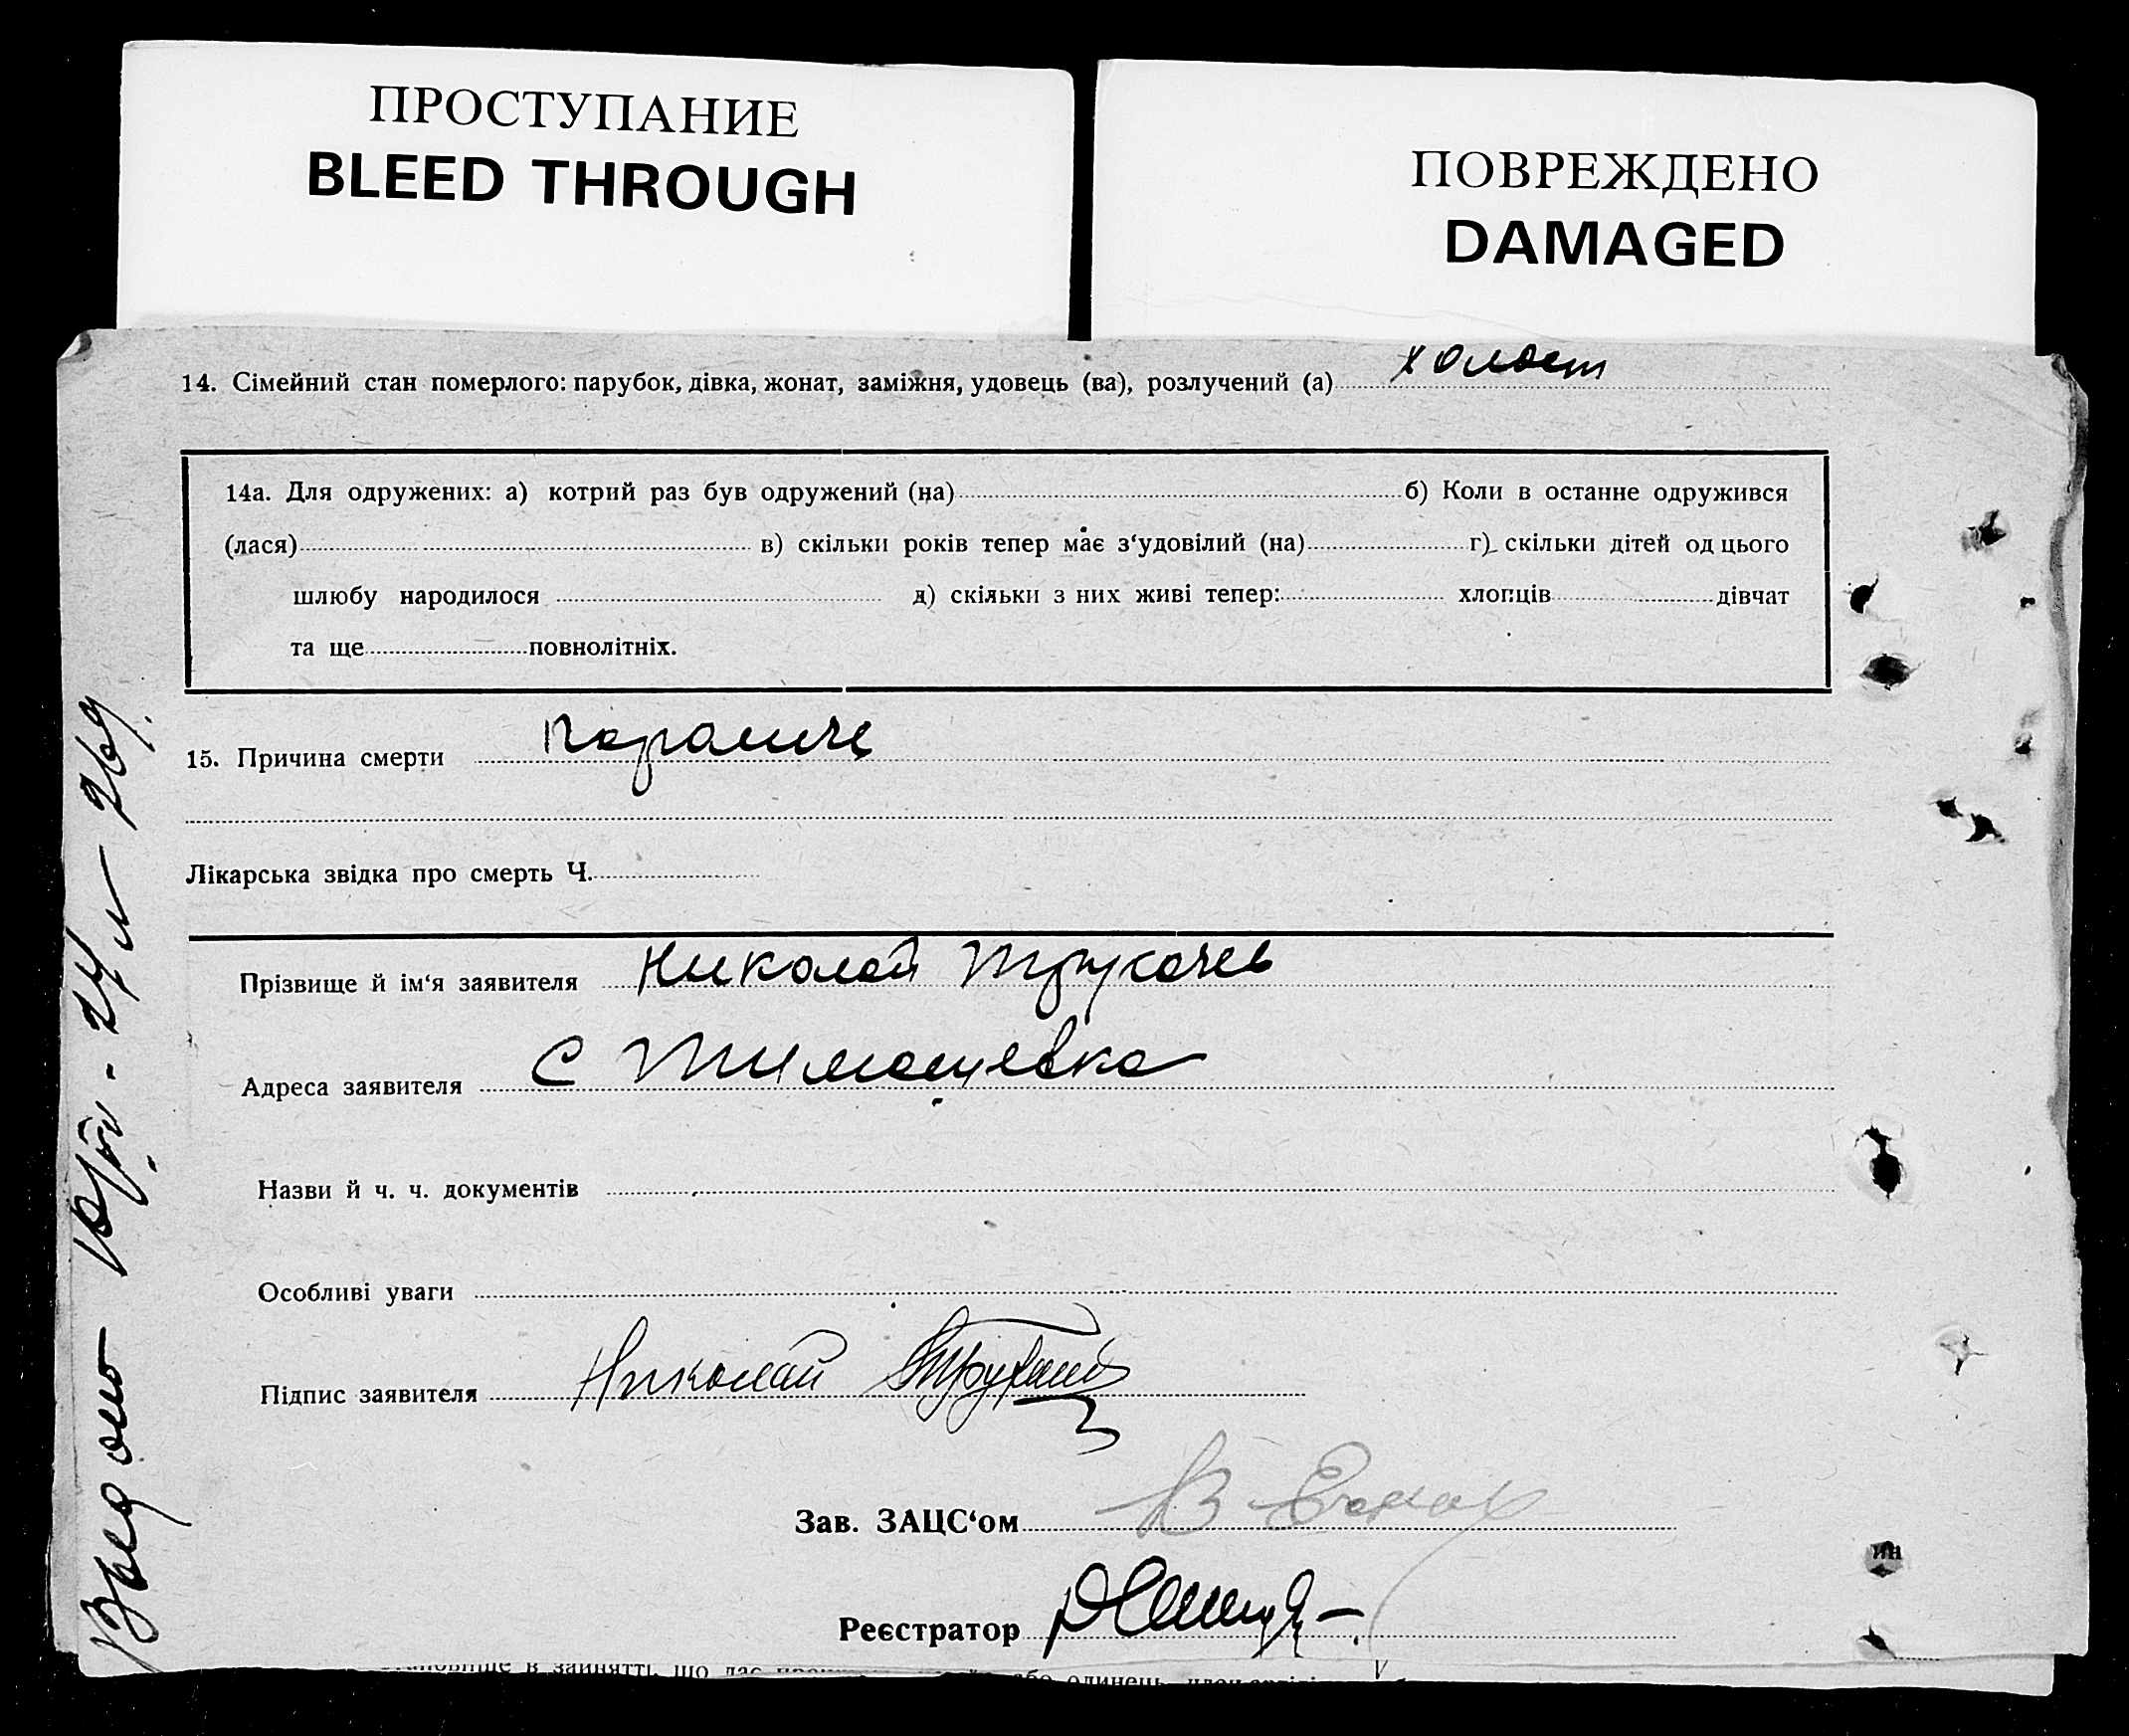 ПРОСТУПАНИЕ
BLEED THROUGH
ПОВРЕЖДЕНО
DAMAGED
14. Сімейний стан померлого: парубок, дівка, жонат, заміжня, удовець (ва), розлучений (а) холост
14а. Для одружених: а) котрий раз був одружений (на) б) Коли в останне одружився
(лася) в) скільки років тепер має з‘удовілий (на) г) скільки дітей од цього
шлюбу народилося д) скільки з них живі тепер: хлопців дівчат
та ще повнолітніх.
15. Причина смерти
Лікарська звідка про смерть Ч.
Прізвище й ім‘я заявителя Николай
Адреса заявителя с Тимошевка
Назви й ч. ч. документів
Особливі уваги
Підпис заявителя Николай
Зав. ЗАЦС‘ом
Реєстратор